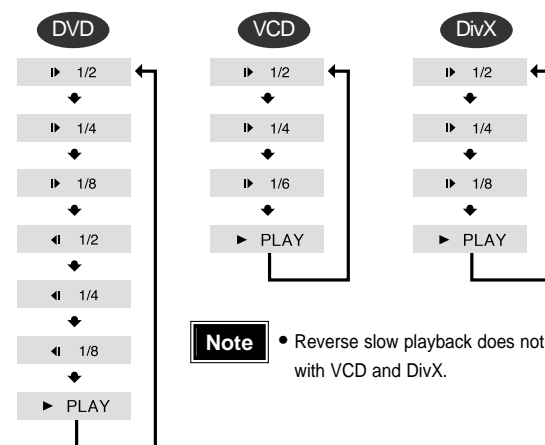 DVD
1/2
1/4
1/8
1/2
1/4
1/8
PLAY
VCD
1/2
1/4
1/6
PLAY
DivX
1/2
1/4
1/8
PLAY
Note
• Reverse slow playback does not
with VCD and DivX.